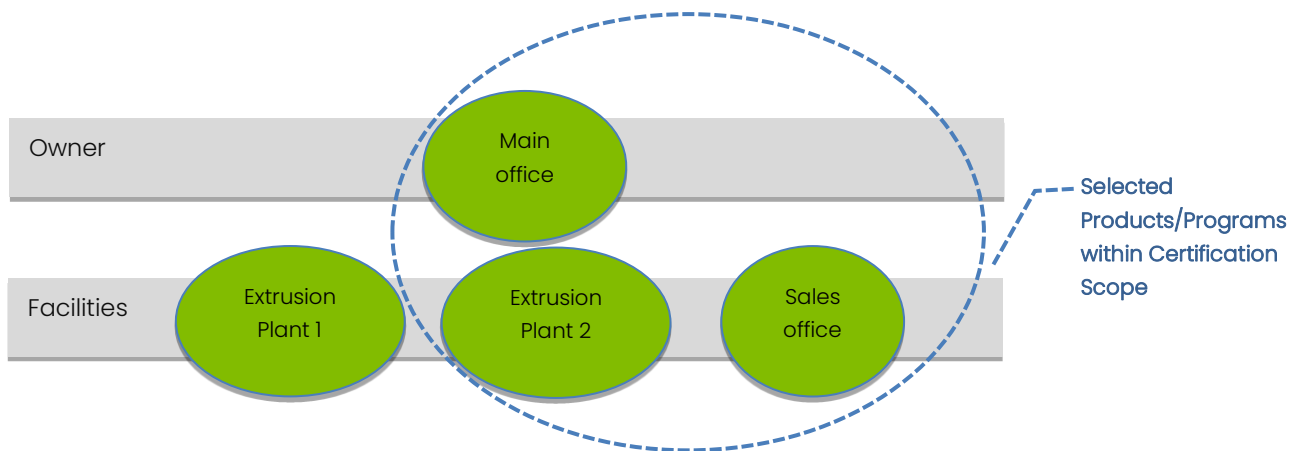 Owner
Main
office
Selected
Products/Programs
within Certification
Scope
Facilities
Extrusion
Plant 1
Extrusion
Plant 2
Sales
office